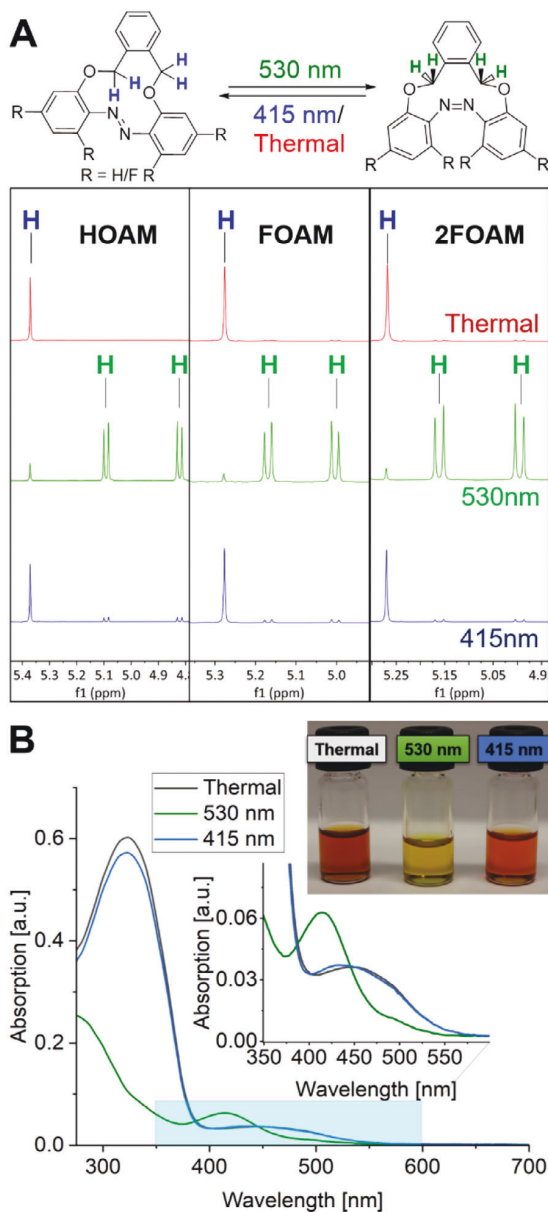 A
H H
O H
H H
O
N=N
R R
R R
R = H/F
530 nm
415 nm/
Thermal
H H
H H
O O
N=N
R R R R
H HOAM
H FOAM
H 2FOAM
Thermal
H H H H H H
530nm
415nm
5.4 5.3 5.2 5.1 5.0 4.9 4.8
f1 (ppm)
5.3 5.2 5.1 5.0
f1 (ppm)
5.25 5.15 5.05 4.95
f1 (ppm)
B
Thermal
530 nm
415 nm
Thermal 530 nm 415 nm
Absorption [a.u.]
0.6
0.4
0.2
0.0
300 400 500 600 700
Wavelength [nm]
Absorption [a.u.]
0.06
0.03
0.00
350 400 450 500
Wavelength [nm]